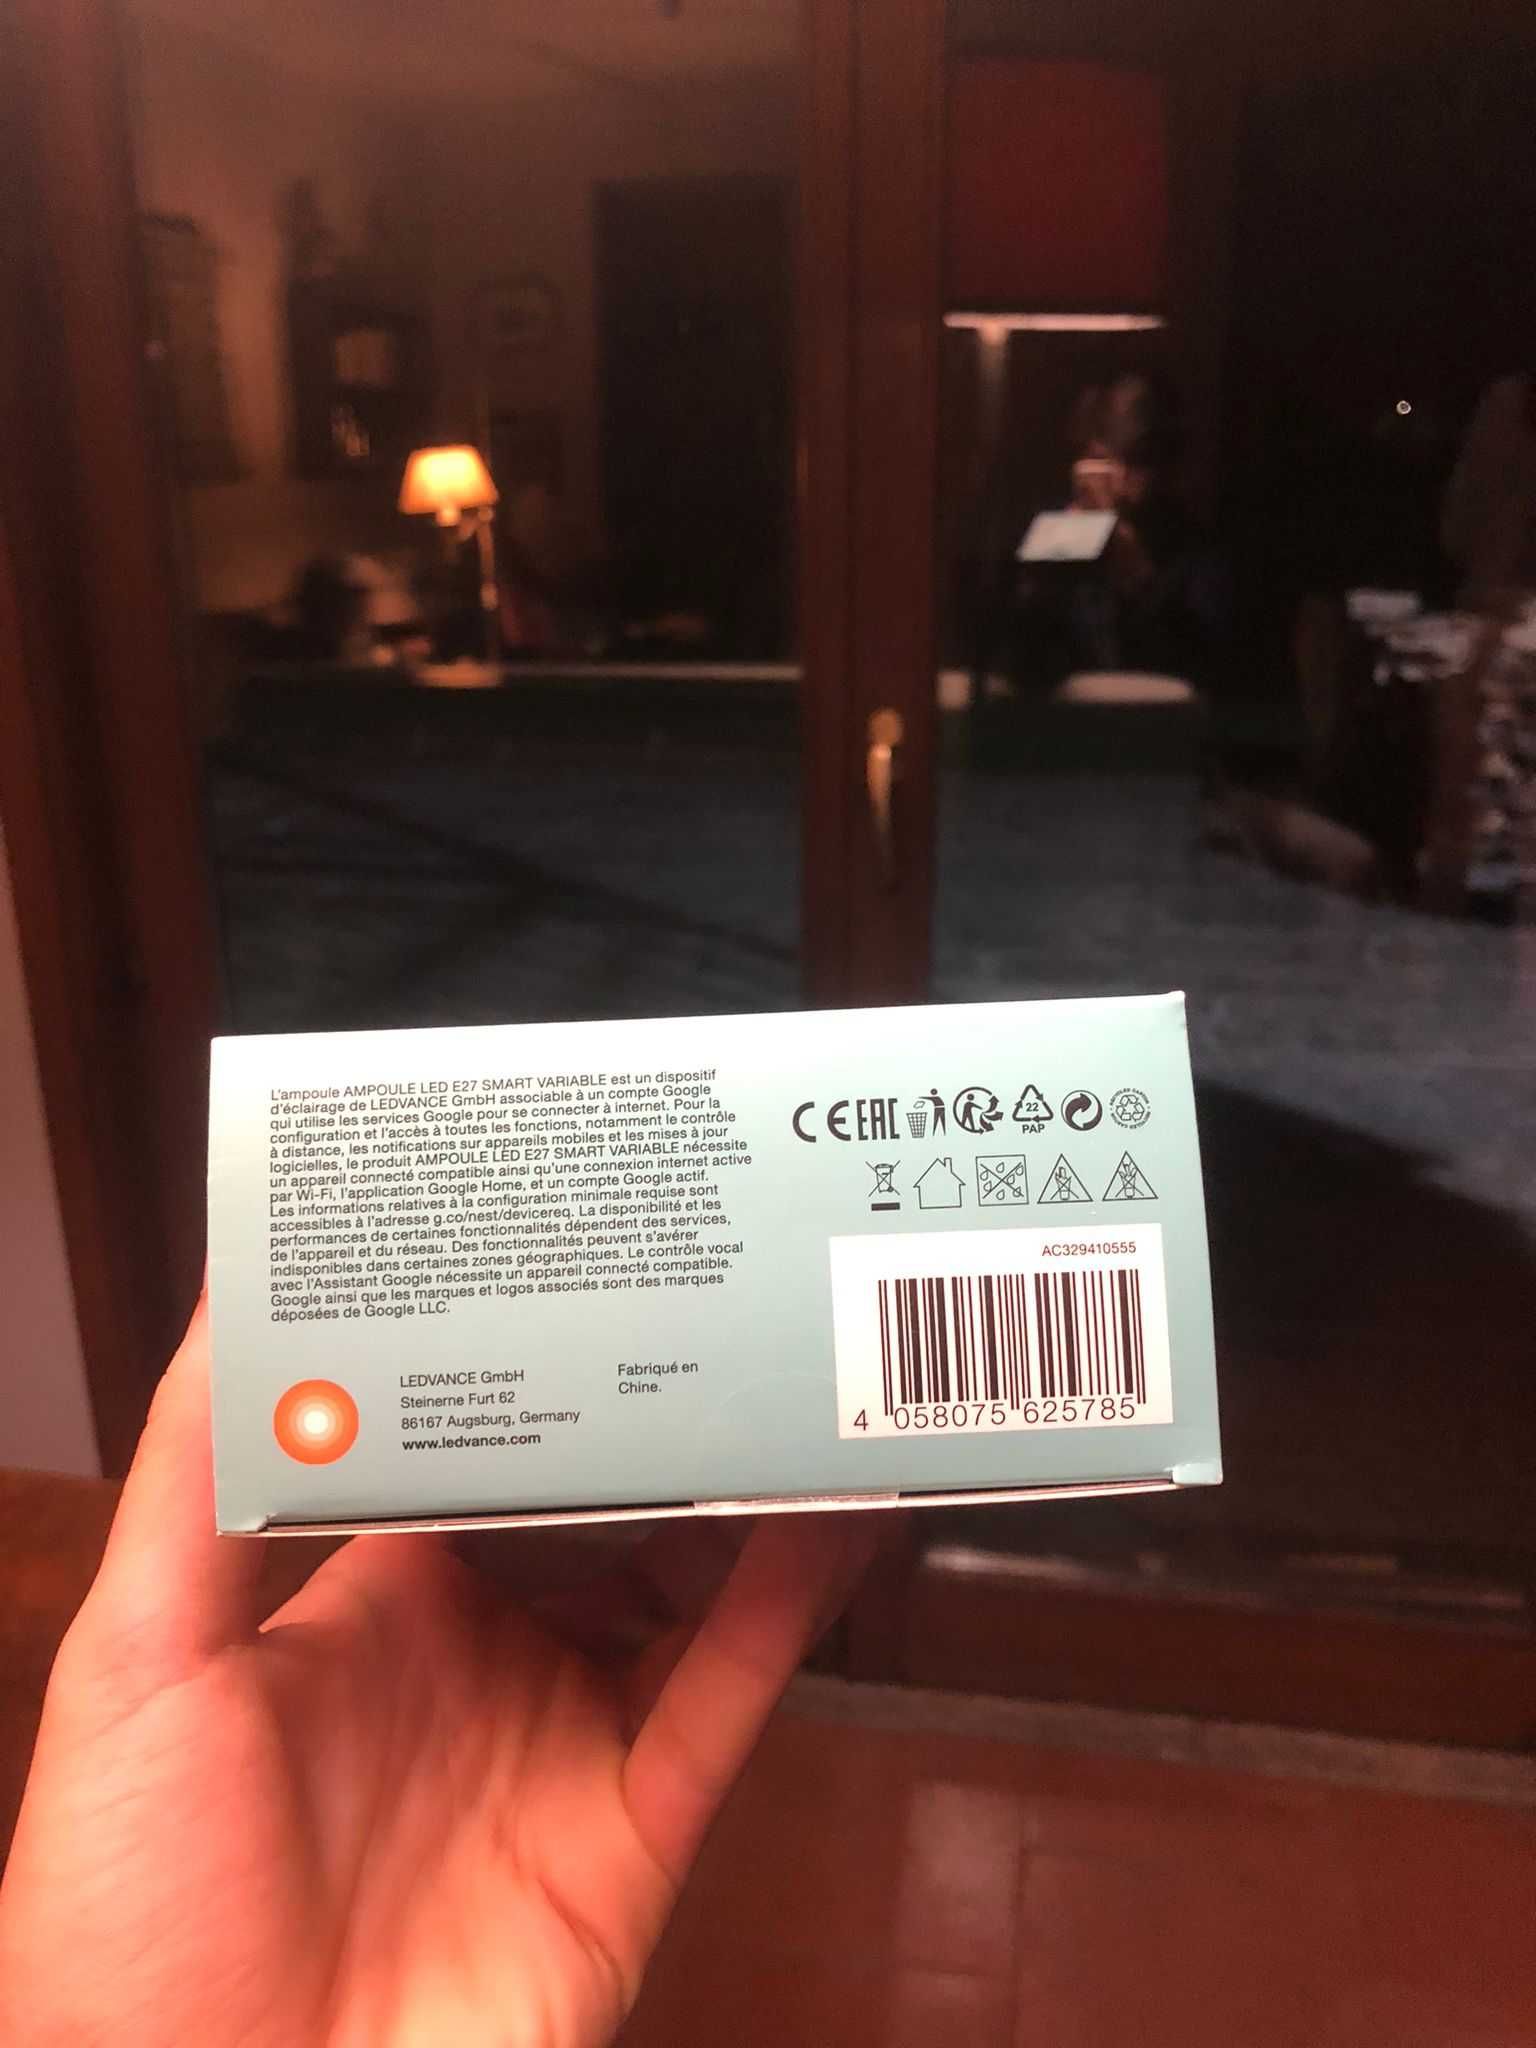 L'ampoule AMPOULE LED E27 SMART VARIABLE est un dispositif
d'éclairage de LEDVANCE GmbH associable à un compte Google
qui utilise les services Google pour se connecter à internet. Pour la
configuration et l'accès à toutes les fonctions, notamment le contrôle
à distance, les notifications sur appareils mobiles et les mises à jour
logicielles, le produit AMPOULE LED E27 SMART VARIABLE nécessite
un appareil connecté compatible ainsi qu'une connexion internet active
par Wi-Fi, l'application Google Home, et un compte Google actif.
Les informations relatives à la configuration minimale requise sont
accessibles à l'adresse g.co/nest/devicereq. La disponibilité et les
performances de certaines fonctionnalités dépendent des services,
de l'appareil et du réseau. Des fonctionnalités peuvent s'avérer
indisponibles dans certaines zones géographiques. Le contrôle vocal
avec l'Assistant Google nécessite un appareil connecté compatible.
Google ainsi que les marques et logos associés sont des marques
déposées de Google LLC.
LEDVANCE GmbH
Steinerne Furt 62
86167 Augsburg, Germany
www.ledvance.com
Fabriqué en
Chine.
CE EAC
22
PAP
AC329410555
4 058075 625785